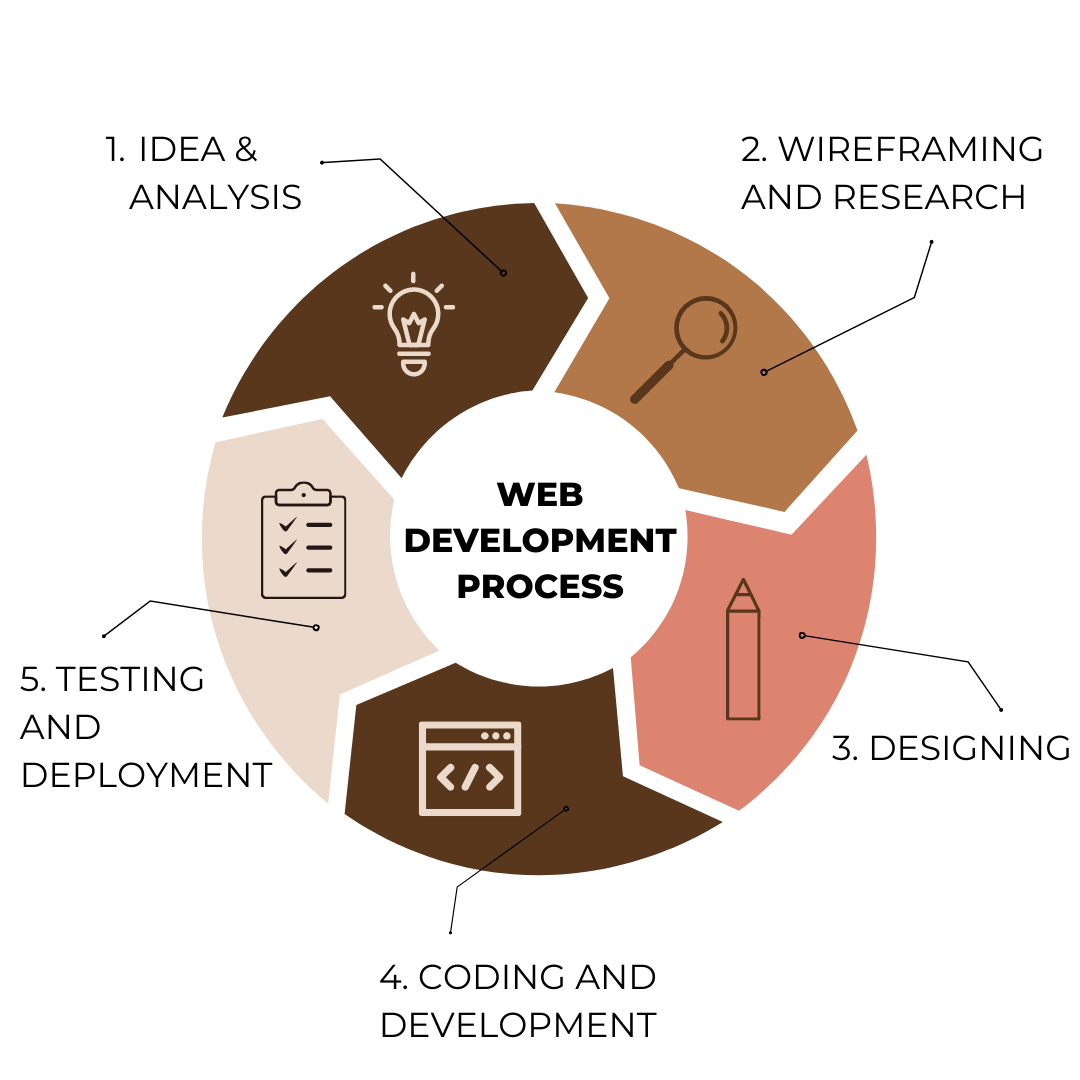 1. IDEA &
ANALYSIS
2. WIREFRAMING
AND RESEARCH
WEB
DEVELOPMENT
PROCESS
3. DESIGNING
4. CODING AND
DEVELOPMENT
5. TESTING
AND
DEPLOYMENT